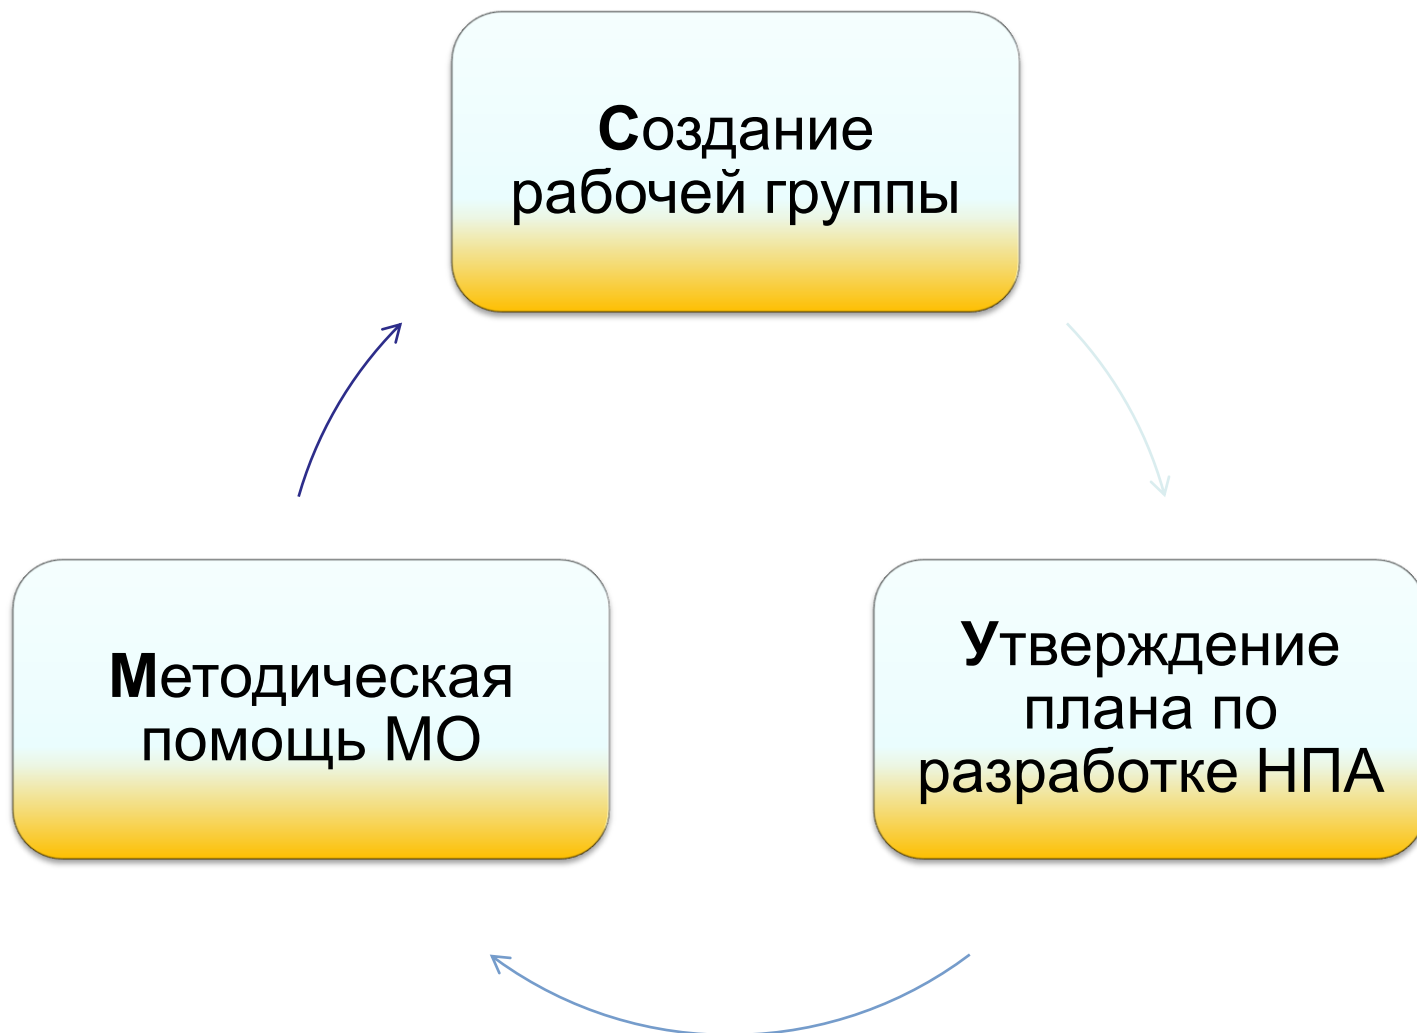 Создание
рабочей группы
Утверждение
плана по
разработке НПА
Методическая
помощь МО